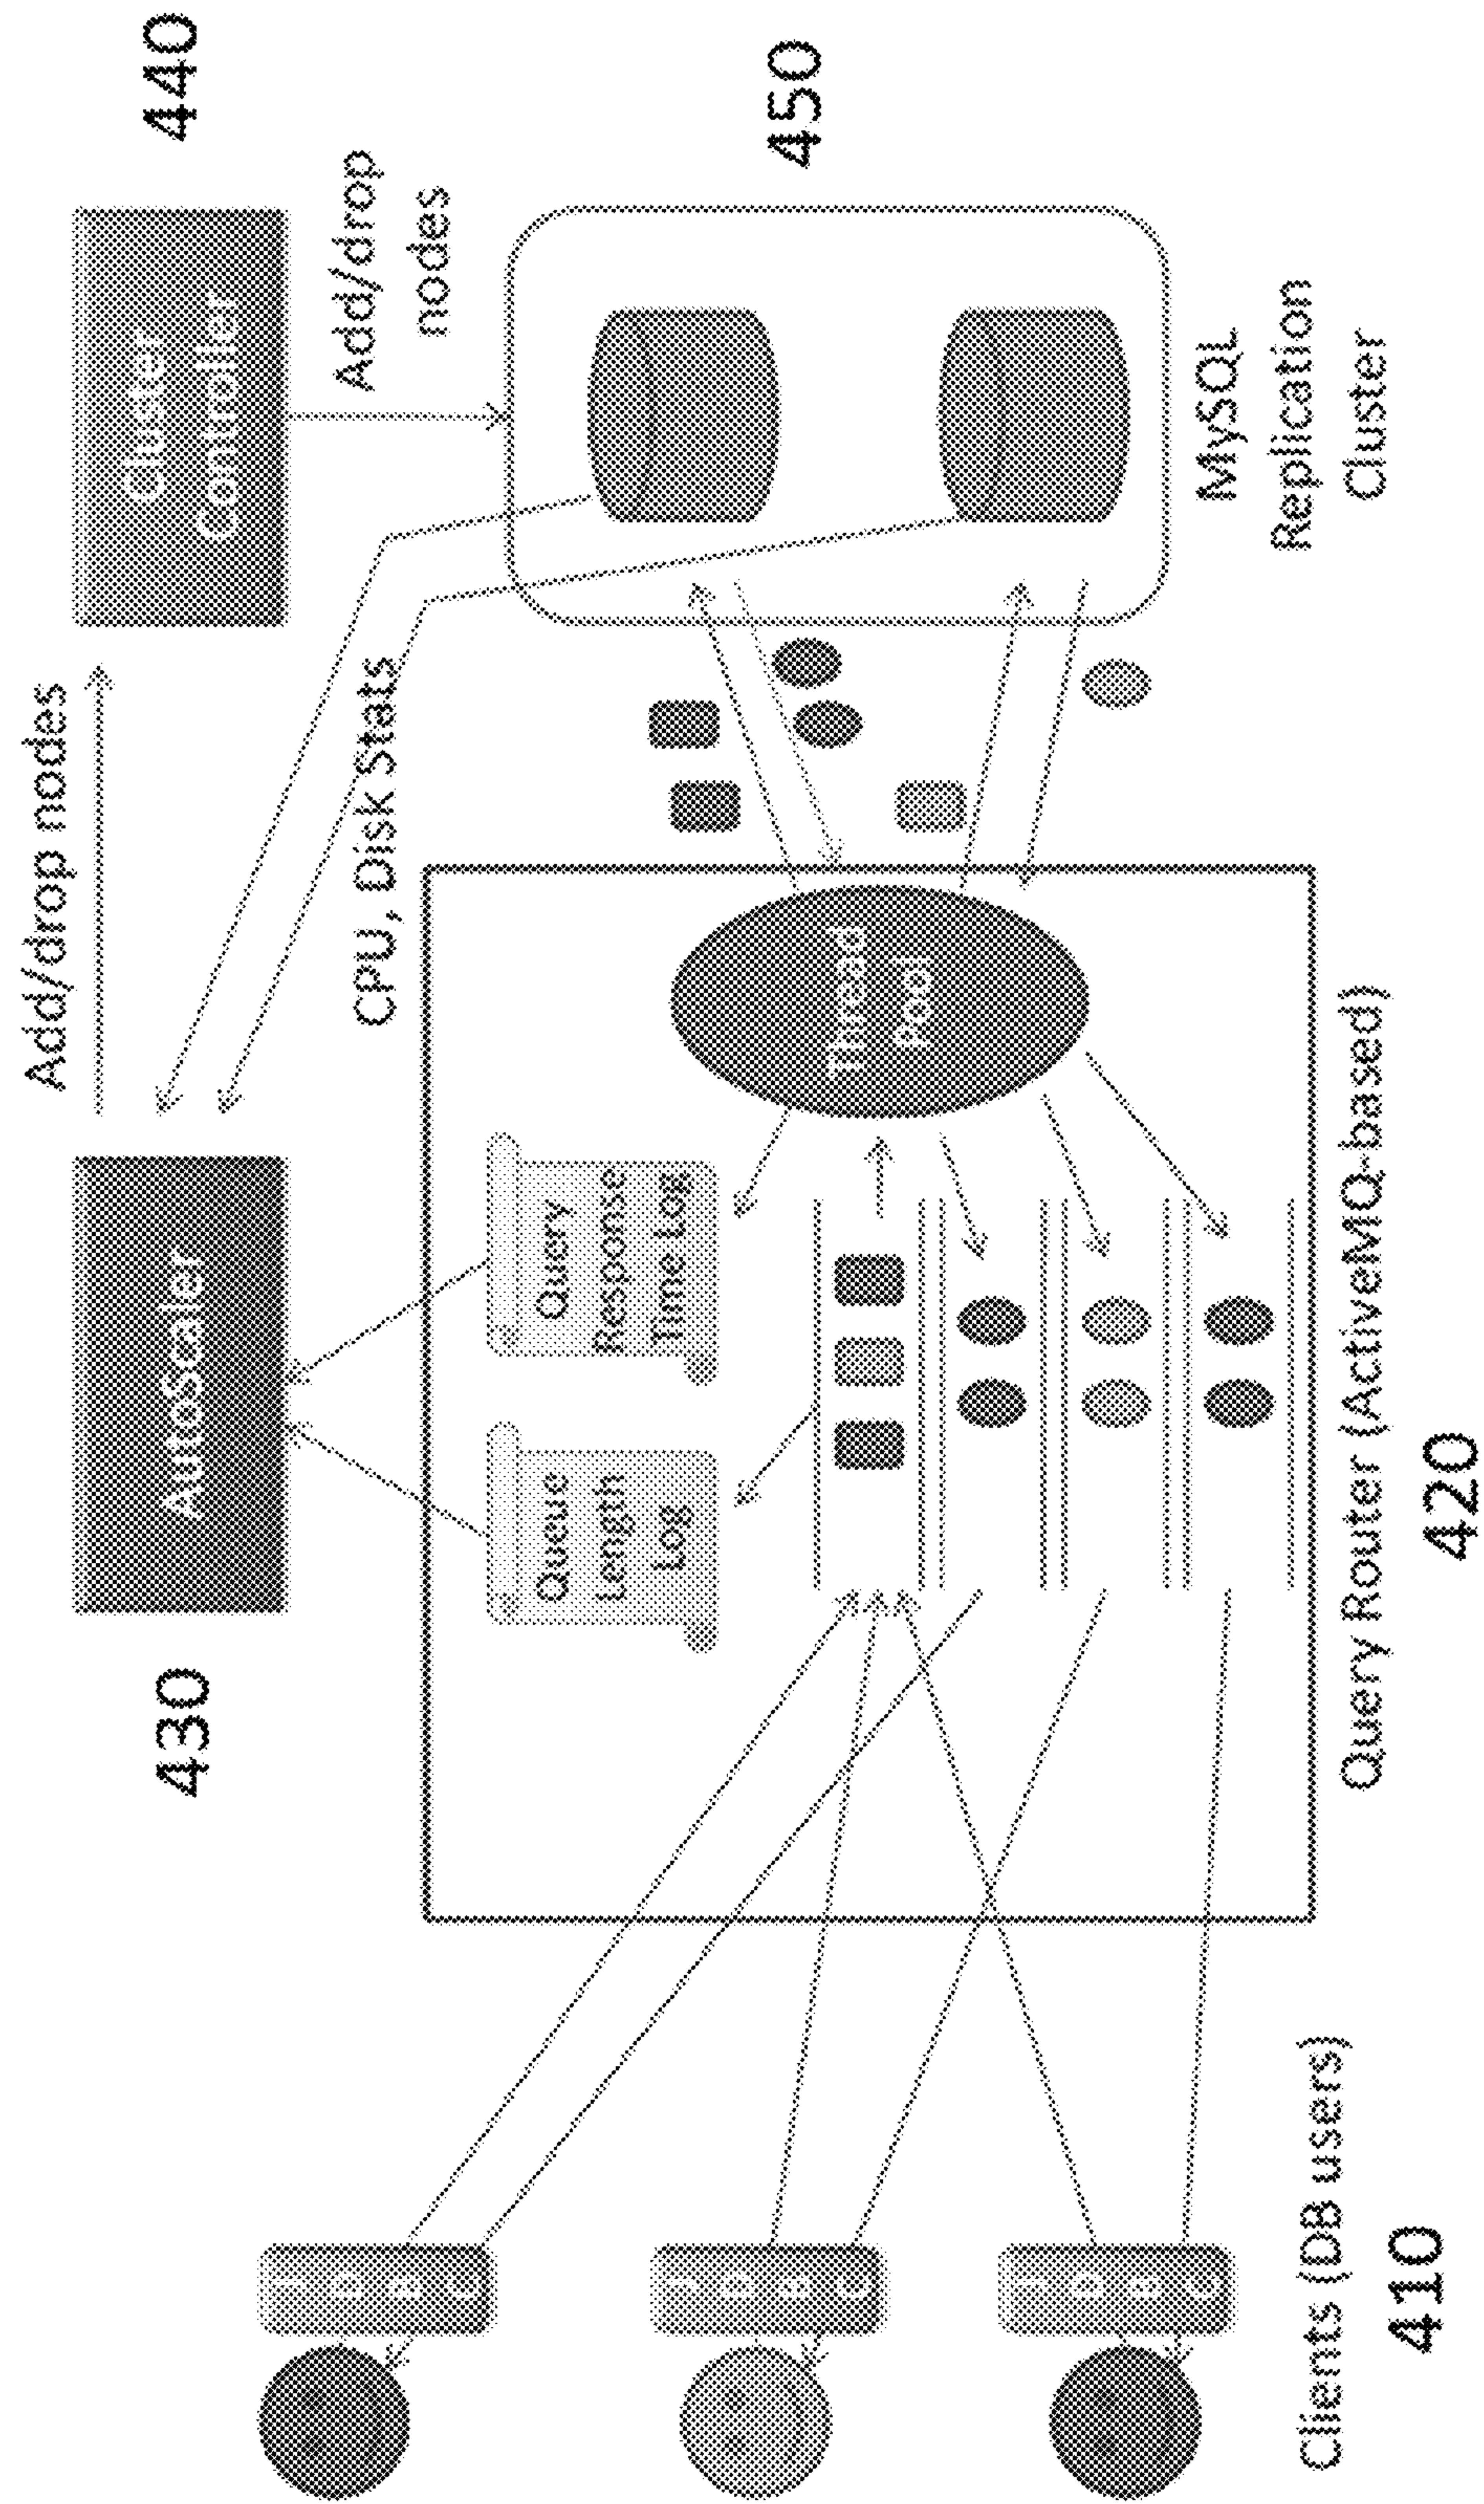 Add/drop nodes
440
430
Autoscaler
Cluster
Controller
Add/drop
nodes
CPU, Disk Stats
450
Queue
Length
Log
Query
Response
Time Log
Thread
Pool
J
D
B
C
J
D
B
C
J
D
B
C
MySQL
Replication
Cluster
Query Router (ActiveMQ-based)
420
Clients (DB users)
410